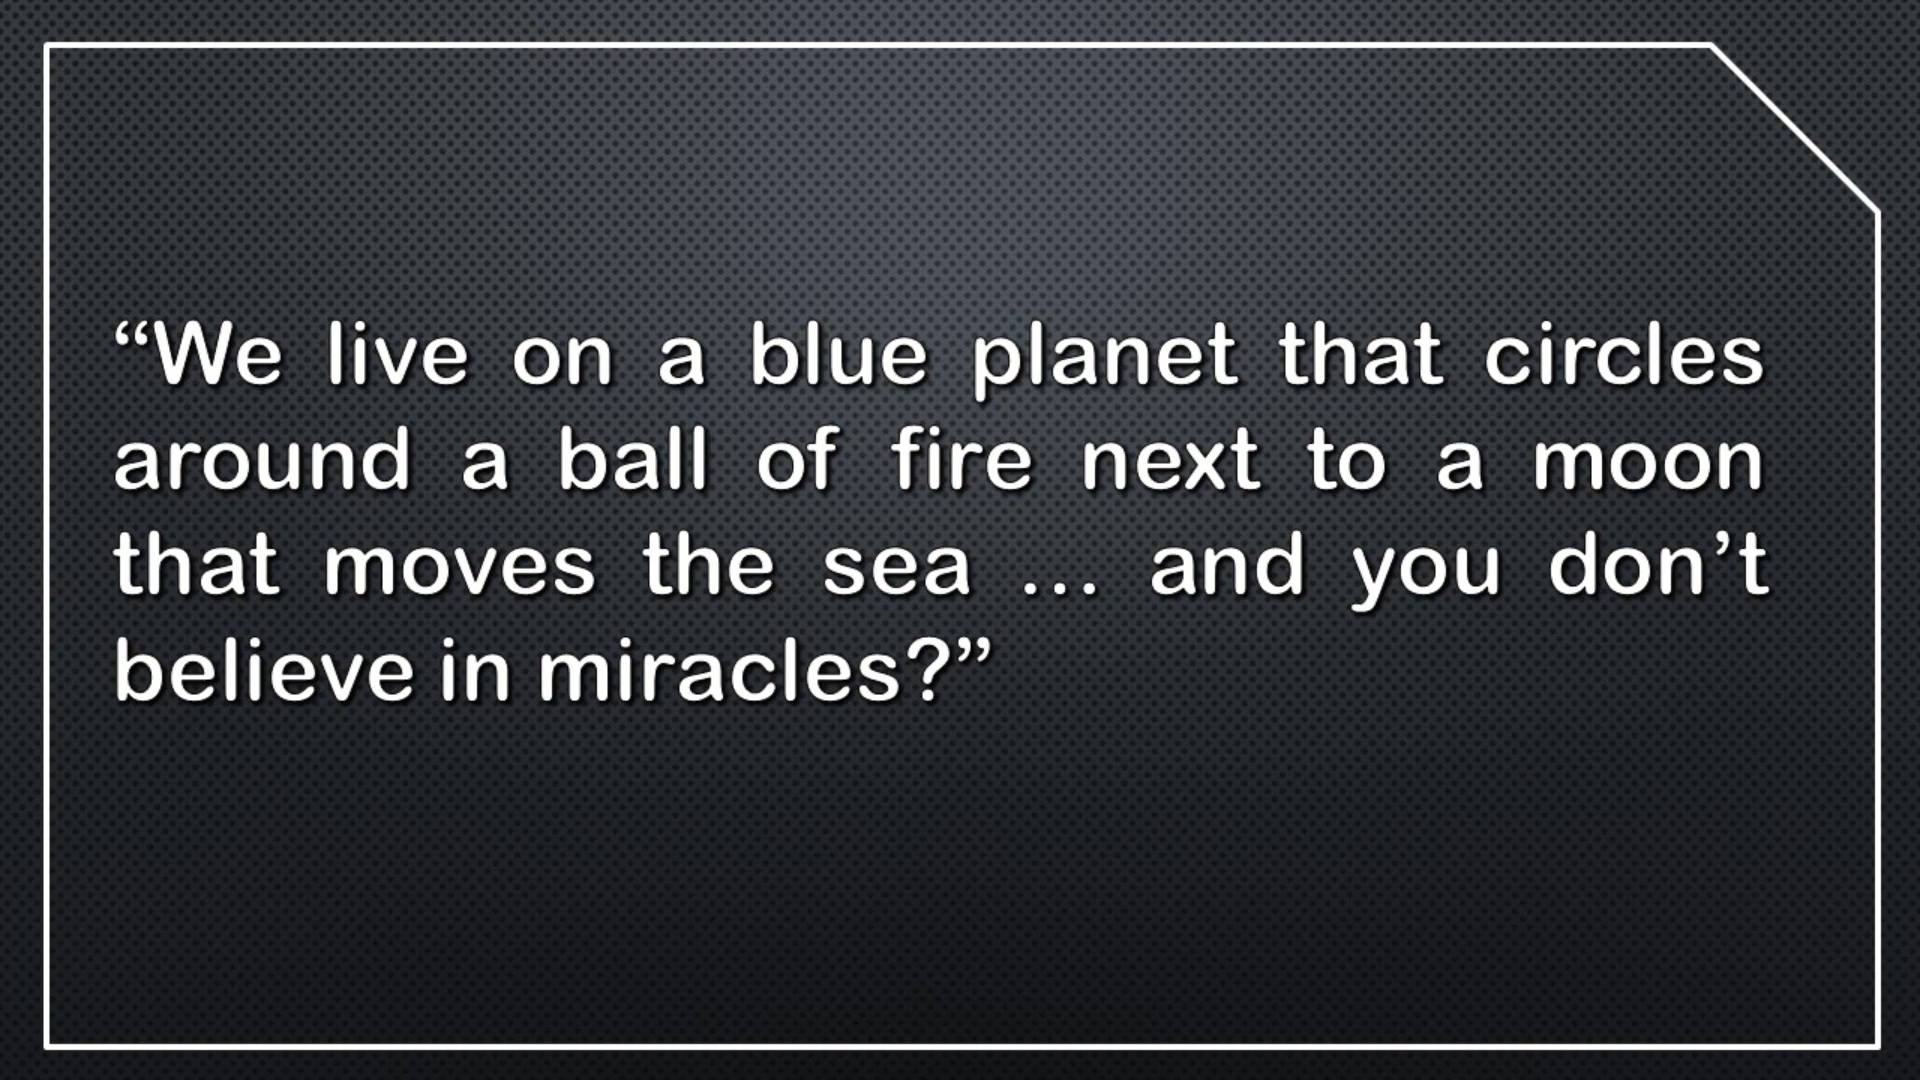 “We live on a blue planet that circles
around a ball of fire next to a moon
that moves the sea … and you don’t
believe in miracles?”